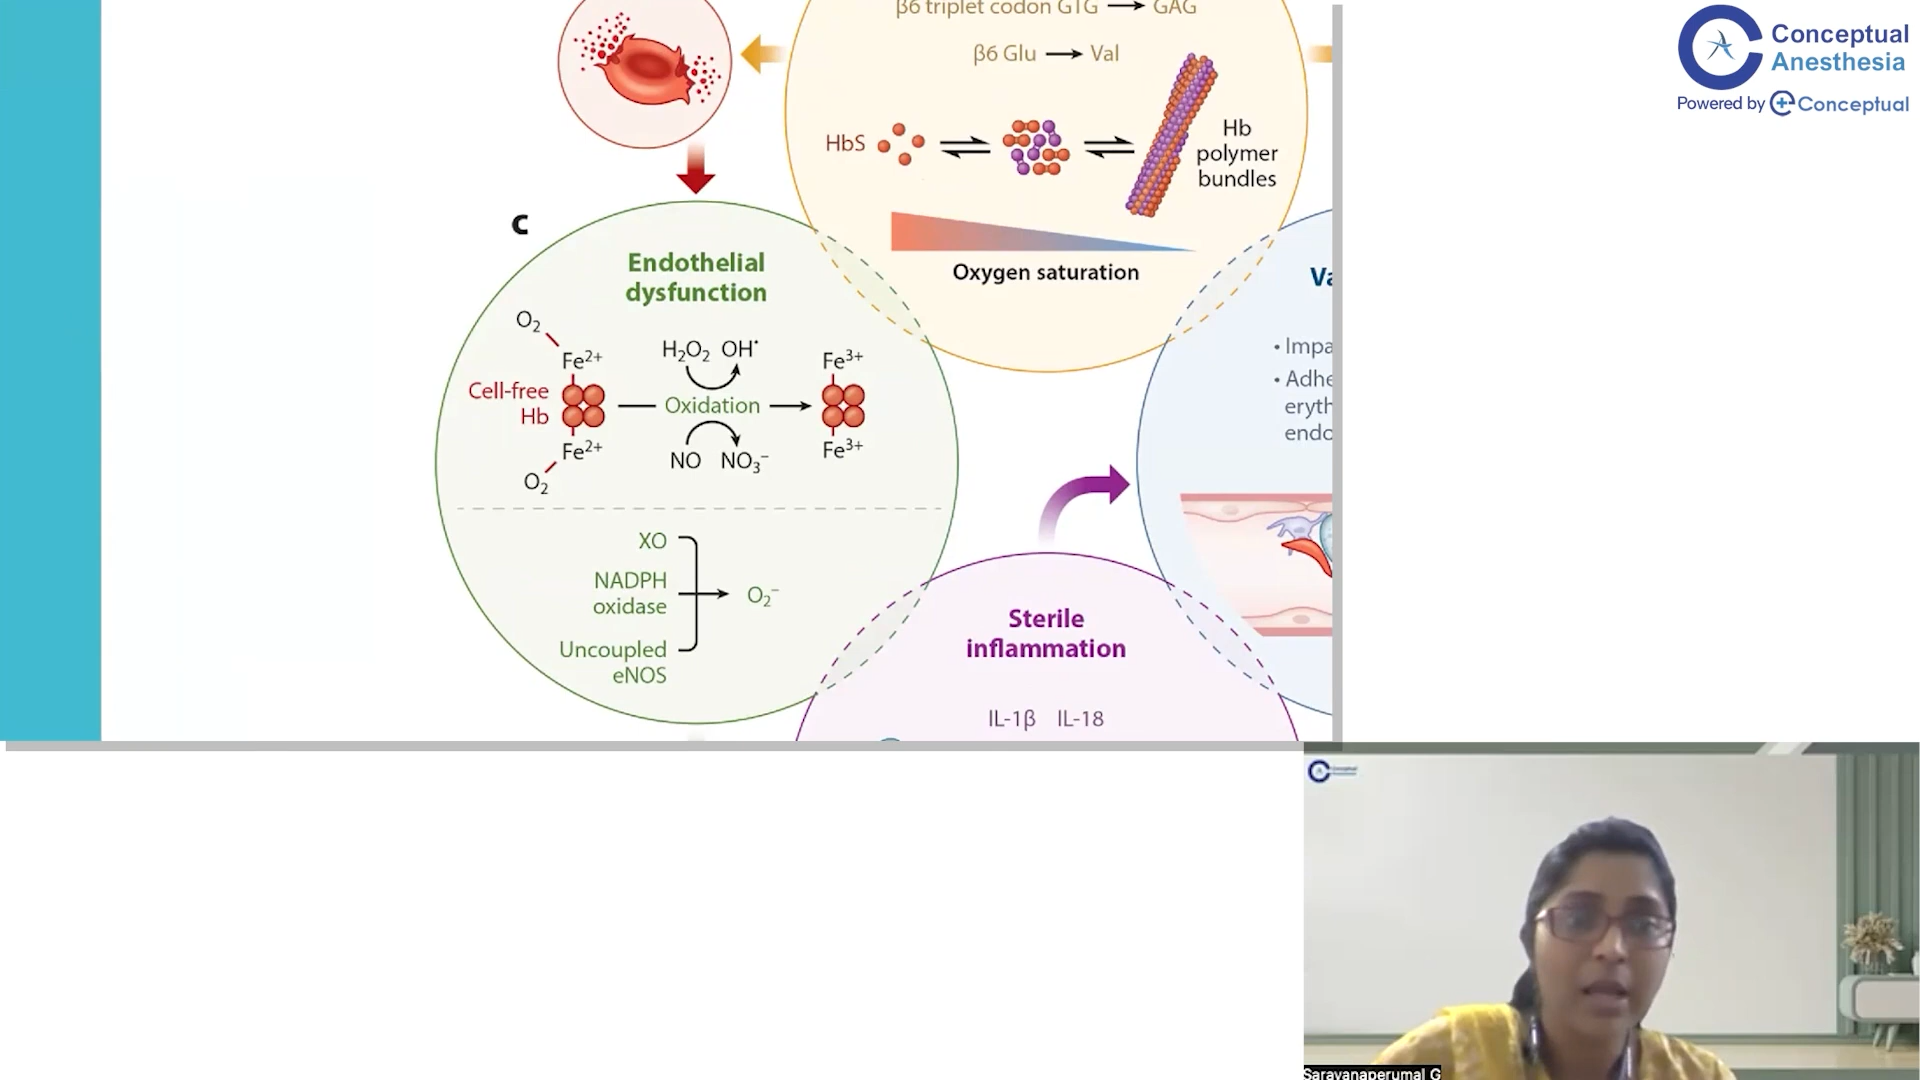 β6 triplet codon GTG → GAG
β6 Glu → Val
HbS
Hb
polymer
bundles
Oxygen saturation
c
Endothelial
dysfunction
O₂
Fe²⁺
Cell-free
Hb
Fe²⁺
O₂
H₂O₂ OH•
Oxidation
NO NO₃⁻
Fe³⁺
Fe³⁺
XO
NADPH
oxidase
Uncoupled
eNOS
O₂⁻
Sterile
inflammation
IL-1β IL-18
Va
• Impa
• Adhe
eryth
endo
Conceptual
Anesthesia
Powered by eConceptual
Saravanaperumal G